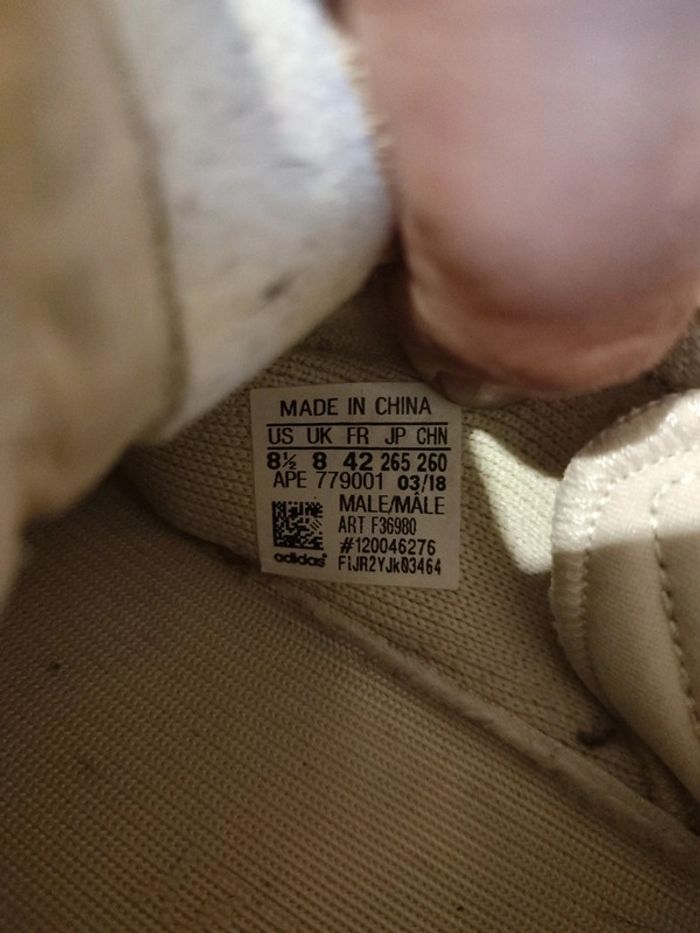 MADE IN CHINA
US UK FR JP CHN
8½ 8 42 265 260
APE 779001 03/18
MALE/MÂLE
ART F36980
#120046276
FIJR2YJk03464
adidas